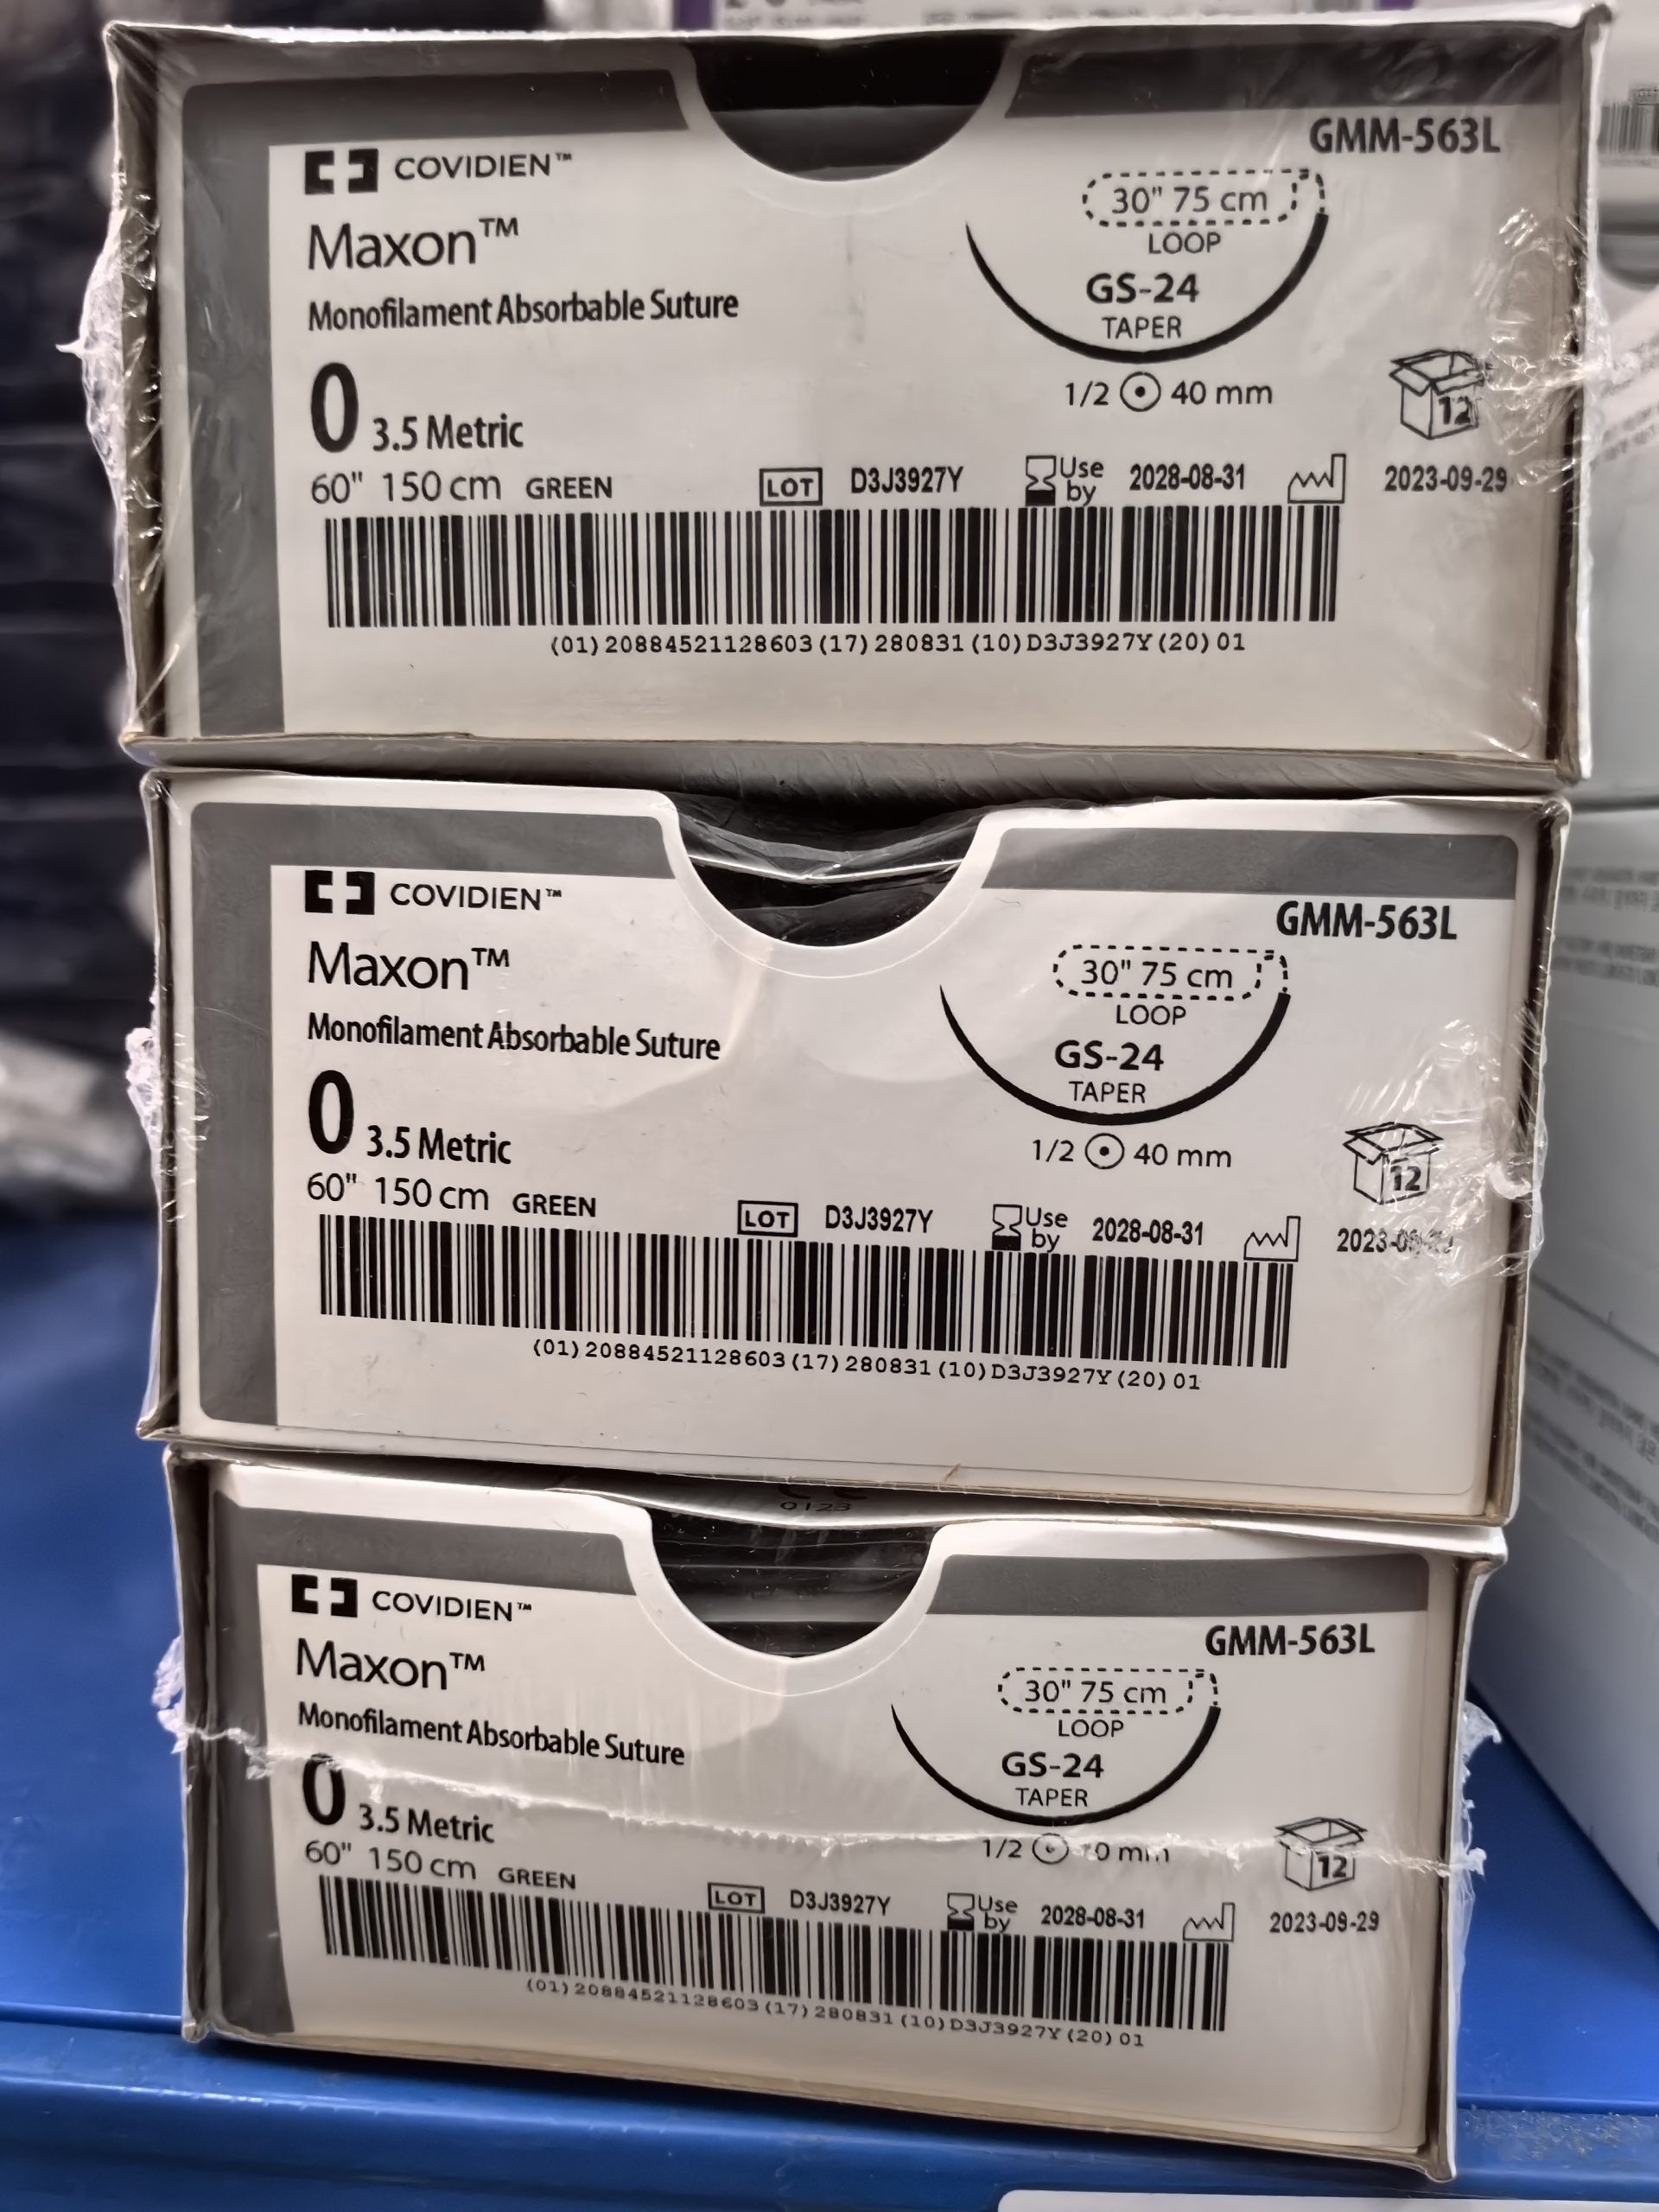 COVIDIEN™
GMM-563L
Maxon™
30" 75 cm
LOOP
Monofilament Absorbable Suture
GS-24
TAPER
1/2 40 mm
12
0 3.5 Metric
60" 150 cm GREEN
LOT D3J3927Y Use by 2028-08-31 2023-09-29
(01)20884521128603(17)280831(10)D3J3927Y(20)01
COVIDIEN™
GMM-563L
Maxon™
30" 75 cm
LOOP
Monofilament Absorbable Suture
GS-24
TAPER
1/2 40 mm
12
0 3.5 Metric
60" 150 cm GREEN
LOT D3J3927Y Use by 2028-08-31
(01)20884521128603(17)280831(10)D3J3927Y(20)01
0123
COVIDIEN™
GMM-563L
Maxon™
30" 75 cm
LOOP
Monofilament Absorbable Suture
GS-24
TAPER
1/2 mm
12
0 3.5 Metric
60" 150 cm GREEN
LOT D3J3927Y Use by 2028-08-31 2023-09-29
(01)20884521128603(17)280831(10)D3J3927Y(20)01